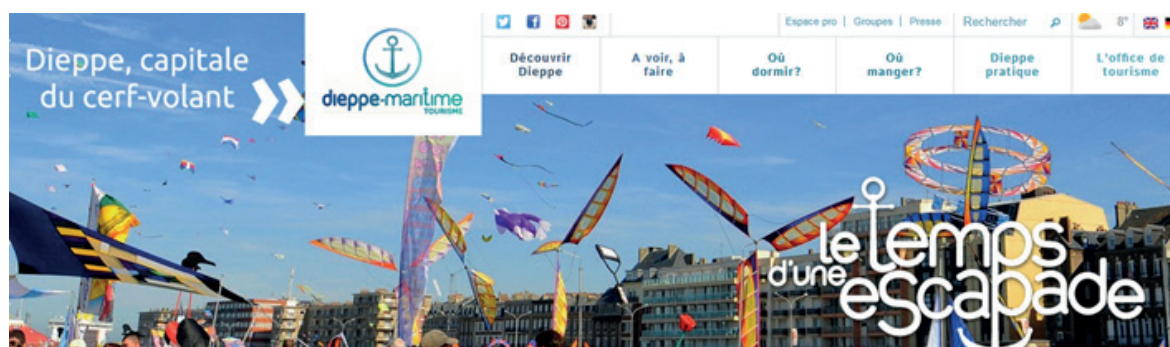 Dieppe, capitale
du cerf-volant
dieppe-maritime
TOURISME
Espace pro | Groupes | Presse
Rechercher
8°
Découvrir
Dieppe
A voir, à
faire
Où
dormir?
Où
manger?
Dieppe
pratique
L'office de
tourisme
le temps
d'une
escapade